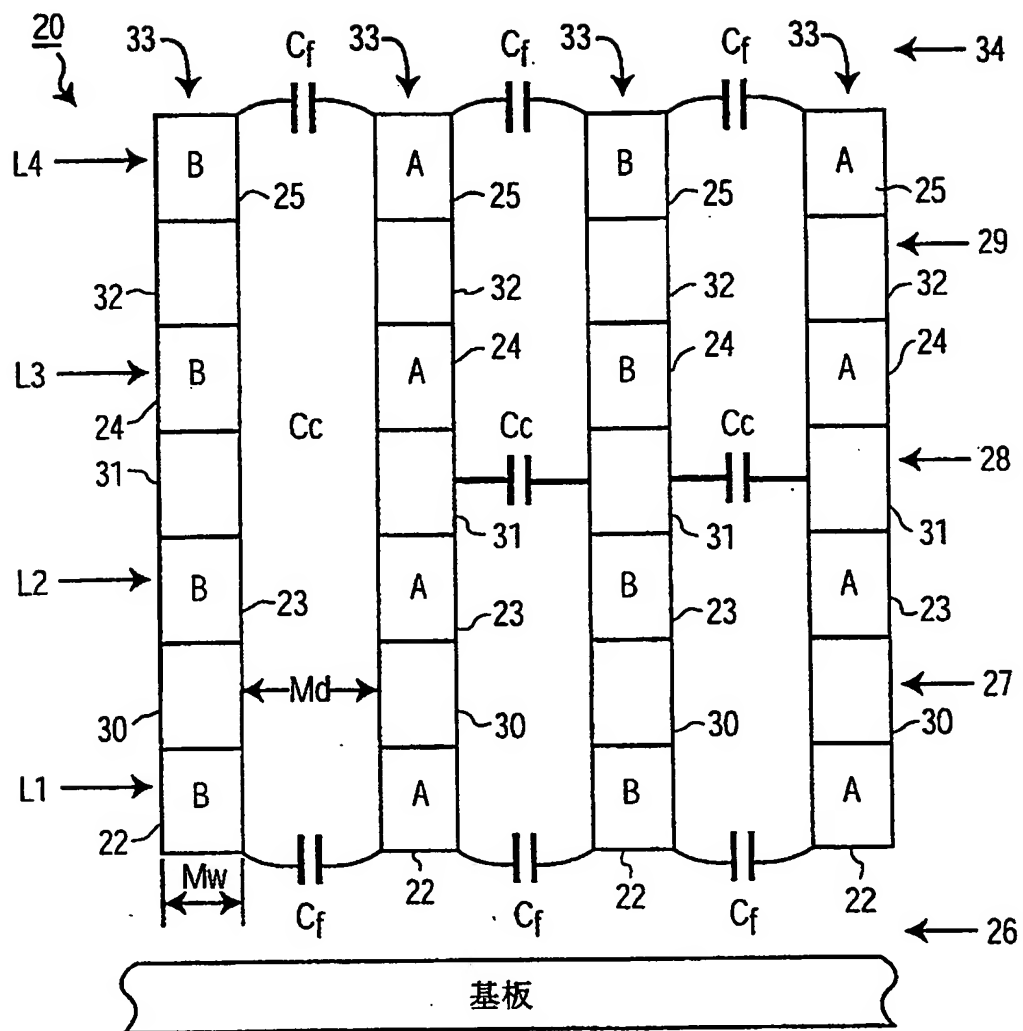 20 33 Cf 33 Cf 33 Cf 33 34
L4 B A B A
25 25 25 25
29
32 32 32 32
L3 B A B A
24 24 24 24
Cc Cc Cc
31 28
31 31 31
L2 B A B A
23 23 23 23
Md 27
30 30 30 30
L1 B A B A
22
Mw Cf 22 Cf 22 Cf 22
26
基板